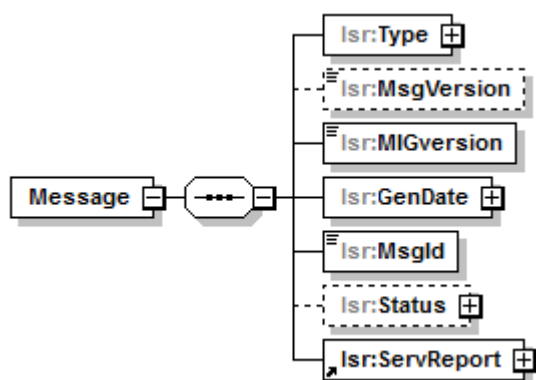 lsr:Type
lsr:MsgVersion
lsr:MIGversion
Message
lsr:GenDate
lsr:MsgId
lsr:Status
lsr:ServReport